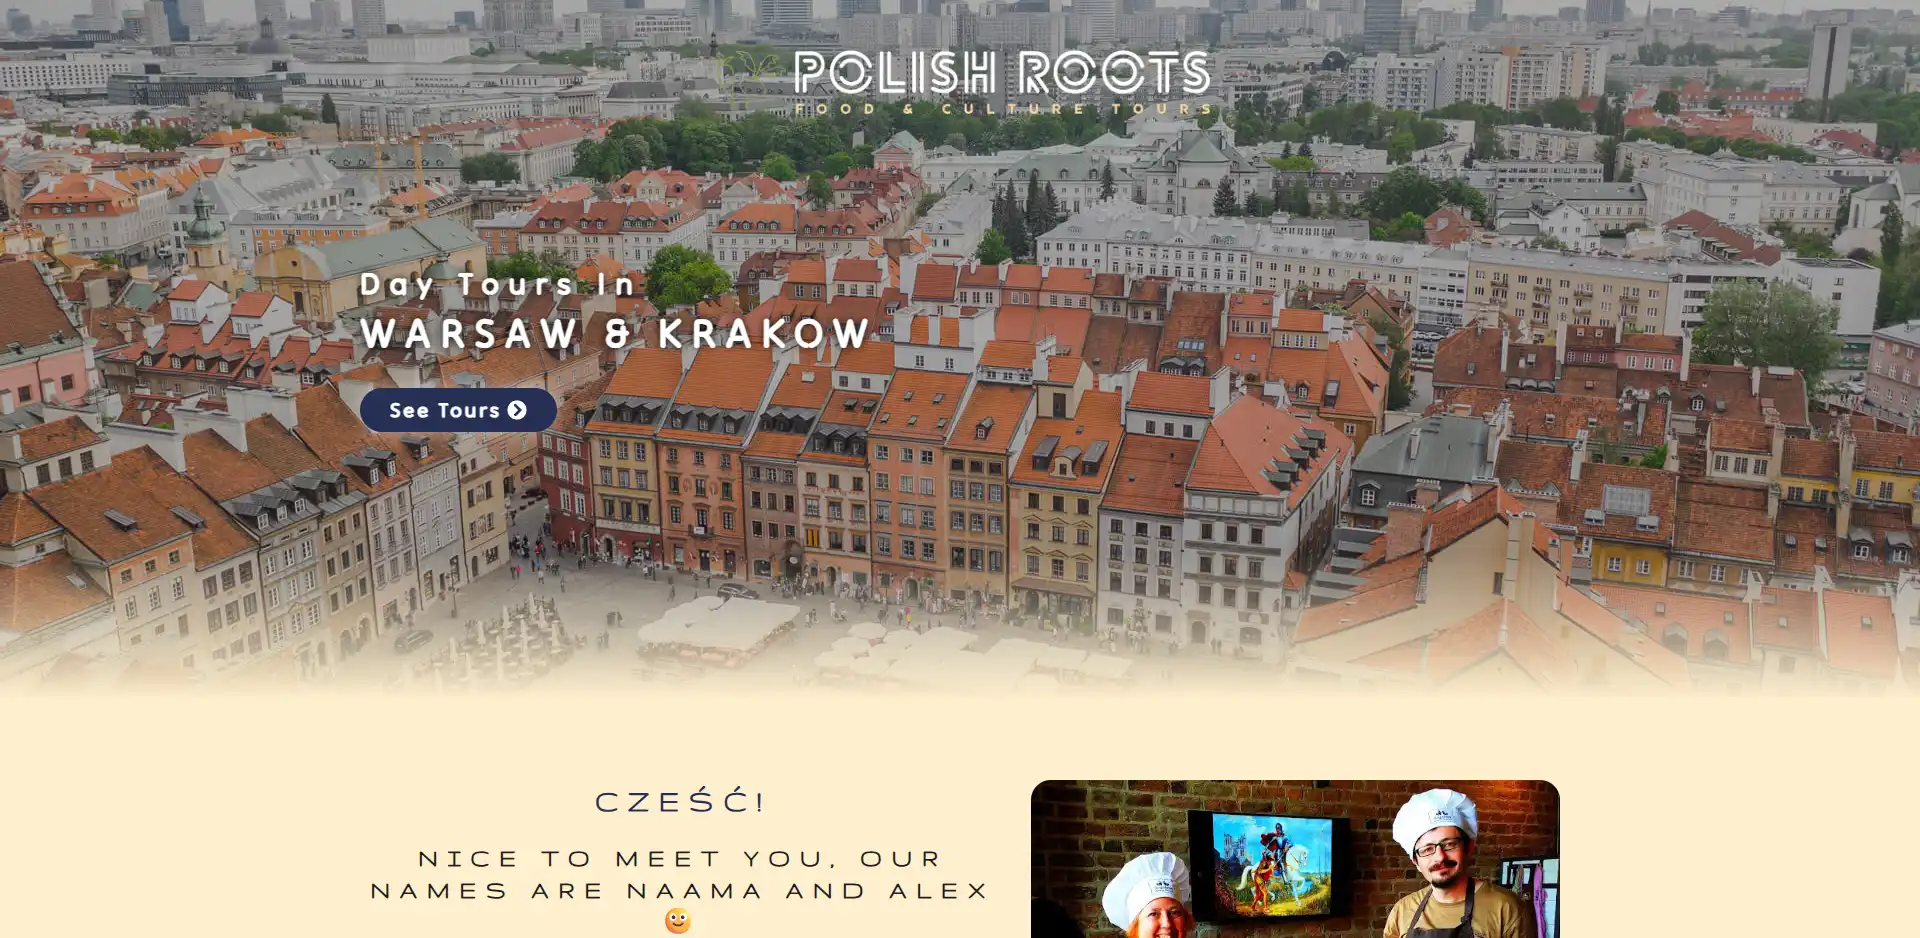 POLISH ROOTS
FOOD & CULTURE TOURS
Day Tours In
WARSAW & KRAKOW
See Tours
CZEŚĆ!
NICE TO MEET YOU, OUR
NAMES ARE NAAMA AND ALEX